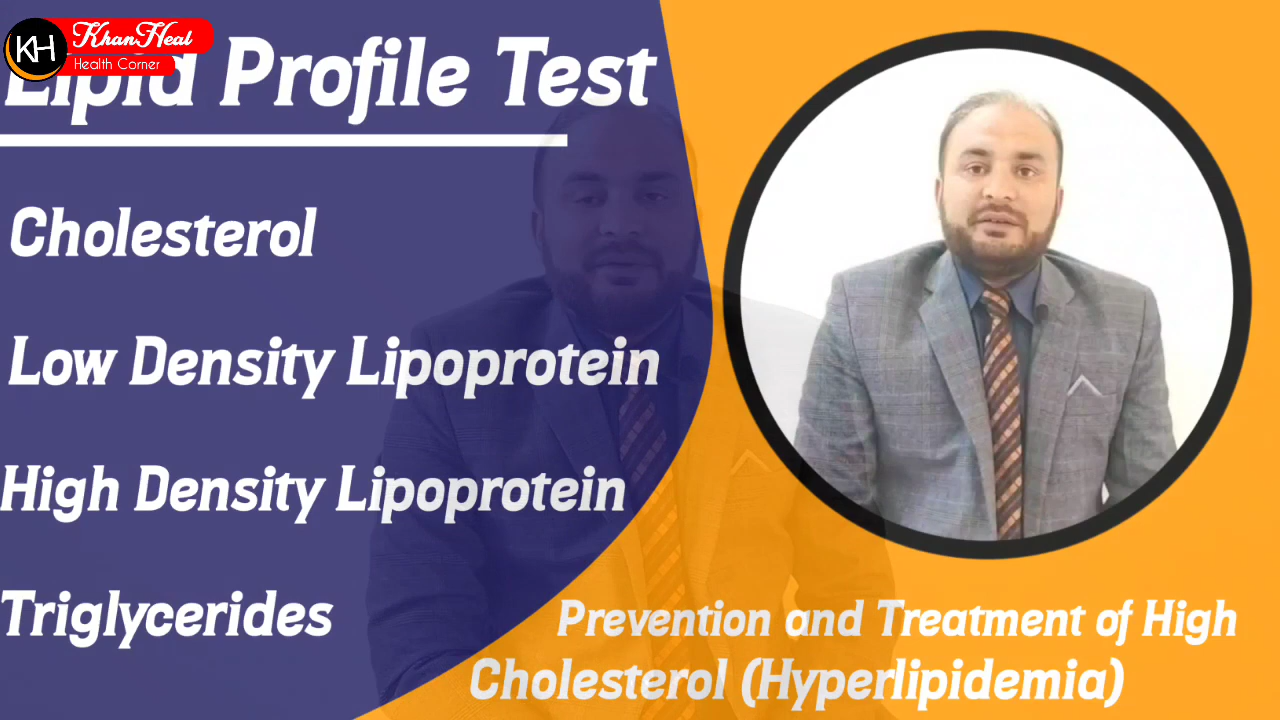 KH
KhanHeal
Health Corner
Lipid Profile Test
Cholesterol
Low Density Lipoprotein
High Density Lipoprotein
Triglycerides
Prevention and Treatment of High
Cholesterol (Hyperlipidemia)